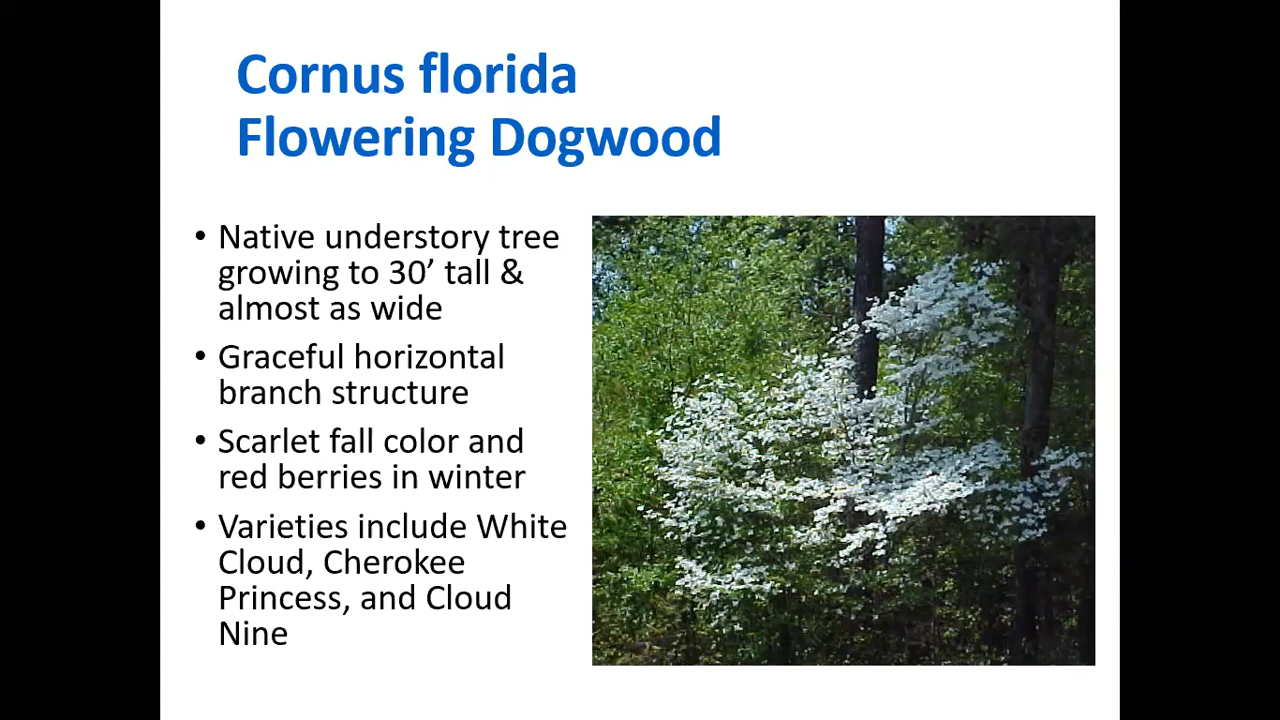 Cornus florida
Flowering Dogwood
• Native understory tree
growing to 30’ tall &
almost as wide
• Graceful horizontal
branch structure
• Scarlet fall color and
red berries in winter
• Varieties include White
Cloud, Cherokee
Princess, and Cloud
Nine